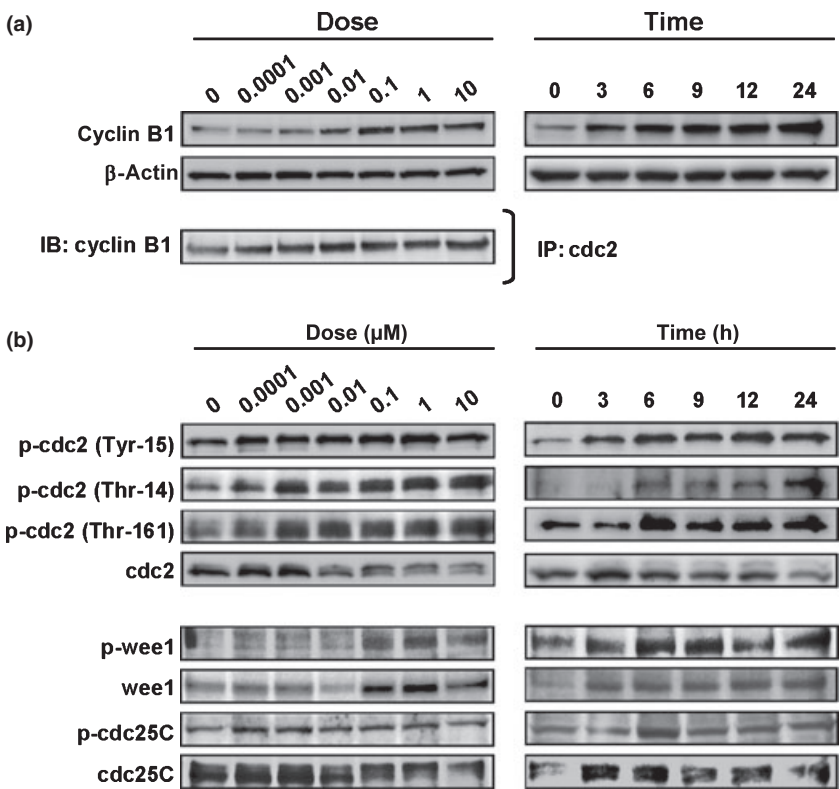 (a)
Dose Time
0 0.0001 0.001 0.01 0.1 1 10 0 3 6 9 12 24
Cyclin B1
β-Actin
IB: cyclin B1 IP: cdc2
(b)
Dose (µM) Time (h)
0 0.0001 0.001 0.01 0.1 1 10 0 3 6 9 12 24
p-cdc2 (Tyr-15)
p-cdc2 (Thr-14)
p-cdc2 (Thr-161)
cdc2
p-wee1
wee1
p-cdc25C
cdc25C